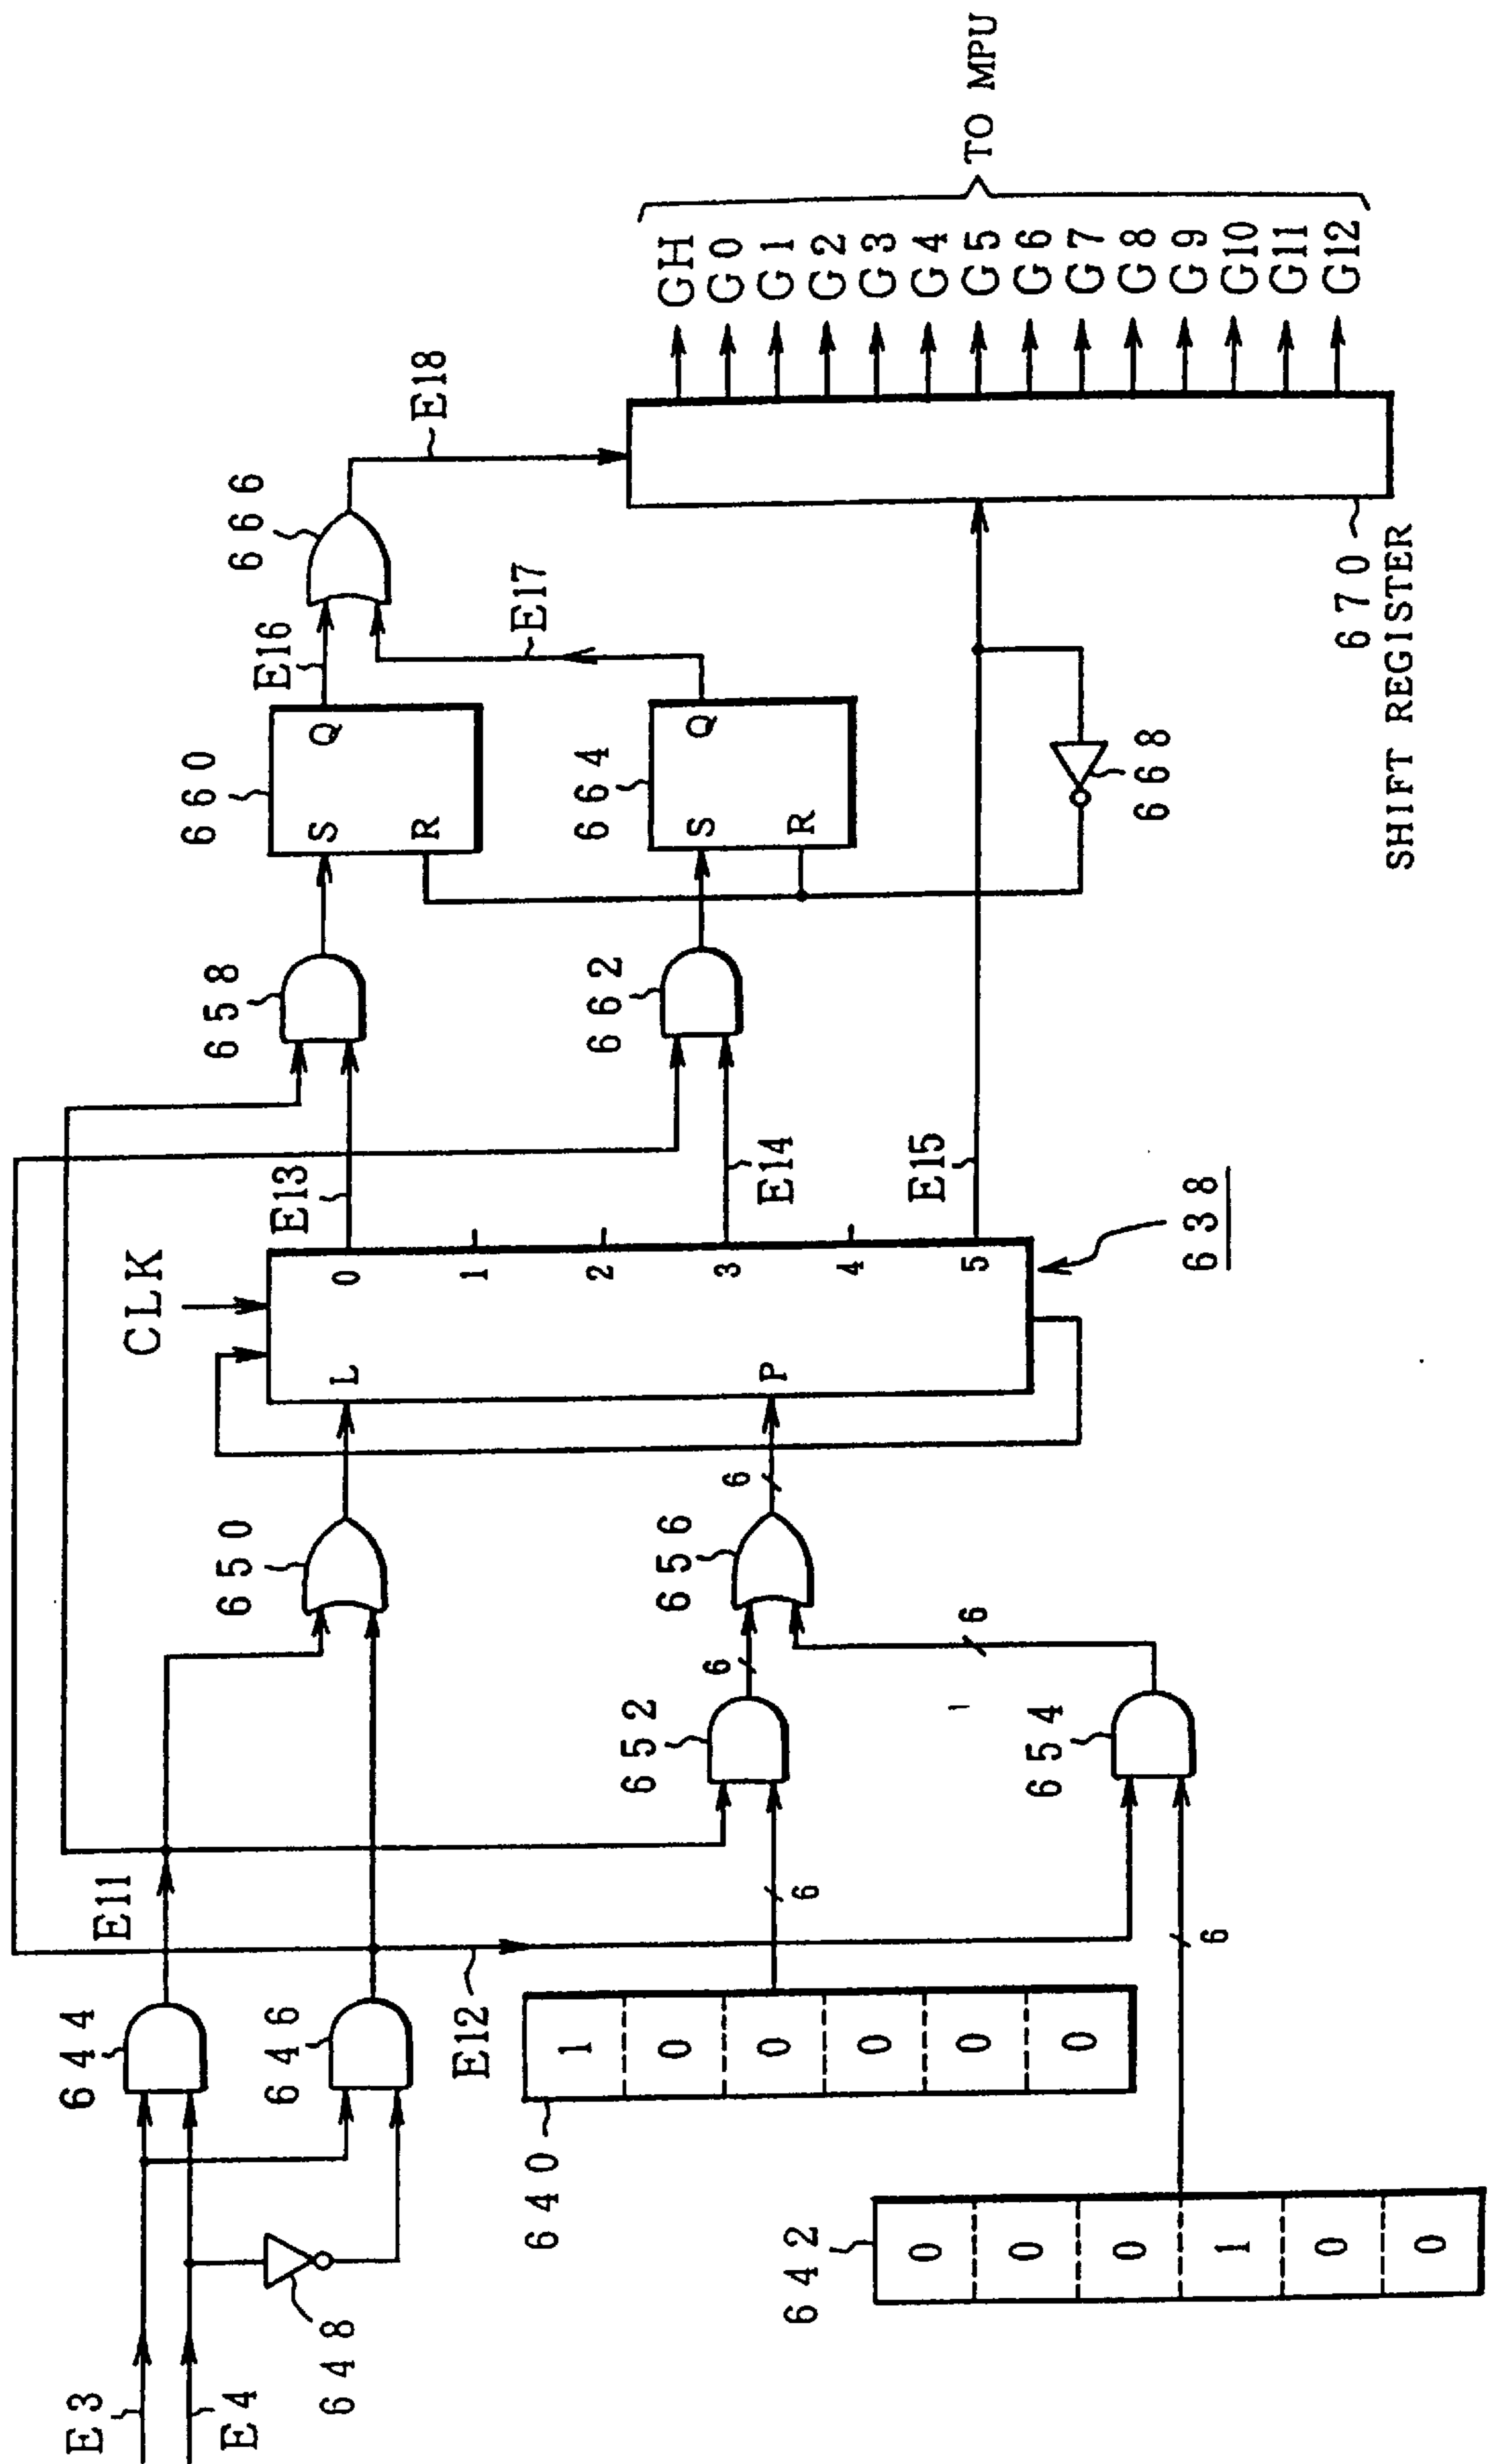 E3
E4
648
644
646
E11
E12
640
1
0
0
0
0
0
642
0
0
0
1
0
0
650
652
654
656
6
6
6
6
6
CLK
L
P
0
1
2
3
4
5
638
E13
E14
E15
658
662
660
S
R
Q
664
S
R
Q
668
E16
E17
666
E18
670
SHIFT REGISTER
GH
G0
G1
G2
G3
G4
G5
G6
G7
G8
G9
G10
G11
G12
TO MPU